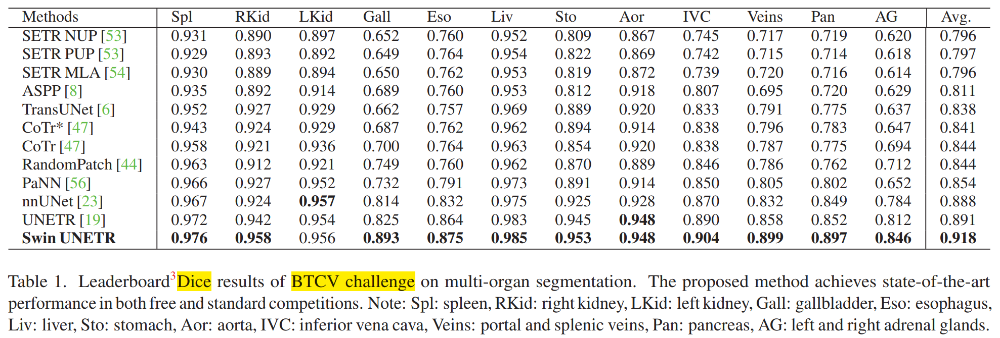 Methods Spl RKid LKid Gall Eso Liv Sto Aor IVC Veins Pan AG Avg.
SETR NUP [53] 0.931 0.890 0.897 0.652 0.760 0.952 0.809 0.867 0.745 0.717 0.719 0.620 0.796
SETR PUP [53] 0.929 0.893 0.892 0.649 0.764 0.954 0.822 0.869 0.742 0.715 0.714 0.618 0.797
SETR MLA [54] 0.930 0.889 0.894 0.650 0.762 0.953 0.819 0.872 0.739 0.720 0.716 0.614 0.796
ASPP [8] 0.935 0.892 0.914 0.689 0.760 0.953 0.812 0.918 0.807 0.695 0.720 0.629 0.811
TransUNet [6] 0.952 0.927 0.929 0.662 0.757 0.969 0.889 0.920 0.833 0.791 0.775 0.637 0.838
CoTr* [47] 0.943 0.924 0.929 0.687 0.762 0.962 0.894 0.914 0.838 0.796 0.783 0.647 0.841
CoTr [47] 0.958 0.921 0.936 0.700 0.764 0.963 0.854 0.920 0.838 0.787 0.775 0.694 0.844
RandomPatch [44] 0.963 0.912 0.921 0.749 0.760 0.962 0.870 0.889 0.846 0.786 0.762 0.712 0.844
PaNN [56] 0.966 0.927 0.952 0.732 0.791 0.973 0.891 0.914 0.850 0.805 0.802 0.652 0.854
nnUNet [23] 0.967 0.924 0.957 0.814 0.832 0.975 0.925 0.928 0.870 0.832 0.849 0.784 0.888
UNETR [19] 0.972 0.942 0.954 0.825 0.864 0.983 0.945 0.948 0.890 0.858 0.852 0.812 0.891
Swin UNETR 0.976 0.958 0.956 0.893 0.875 0.985 0.953 0.948 0.904 0.899 0.897 0.846 0.918
Table 1. Leaderboard³Dice results of BTCV challenge on multi-organ segmentation. The proposed method achieves state-of-the-art
performance in both free and standard competitions. Note: Spl: spleen, RKid: right kidney, LKid: left kidney, Gall: gallbladder, Eso: esophagus,
Liv: liver, Sto: stomach, Aor: aorta, IVC: inferior vena cava, Veins: portal and splenic veins, Pan: pancreas, AG: left and right adrenal glands.